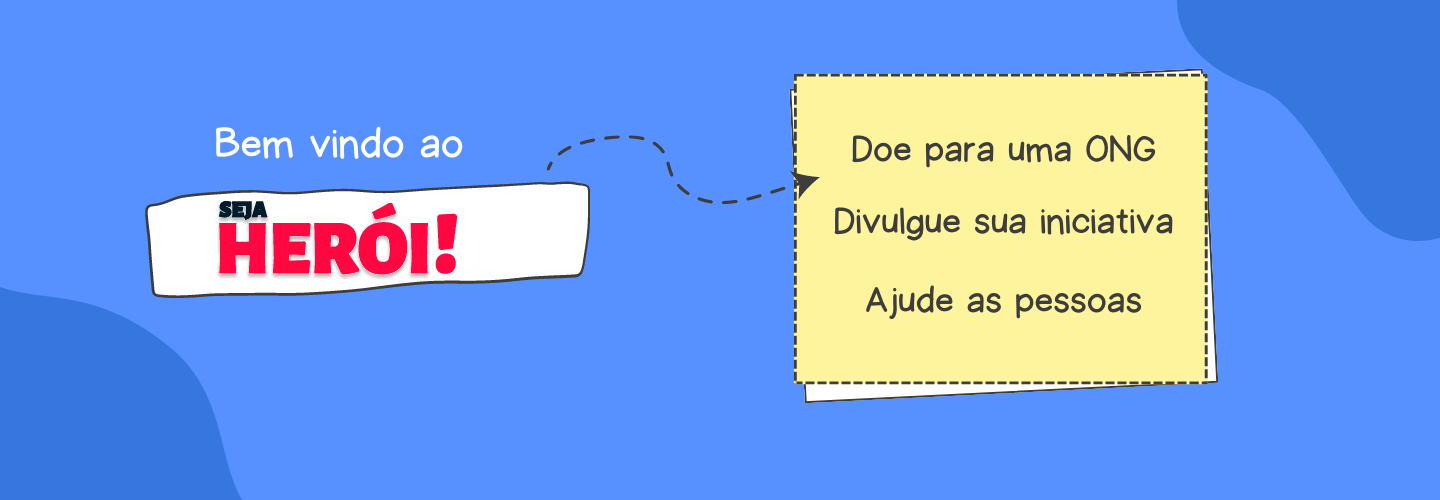 Bem vindo ao
SEJA
HERÓI!
Doe para uma ONG
Divulgue sua iniciativa
Ajude as pessoas